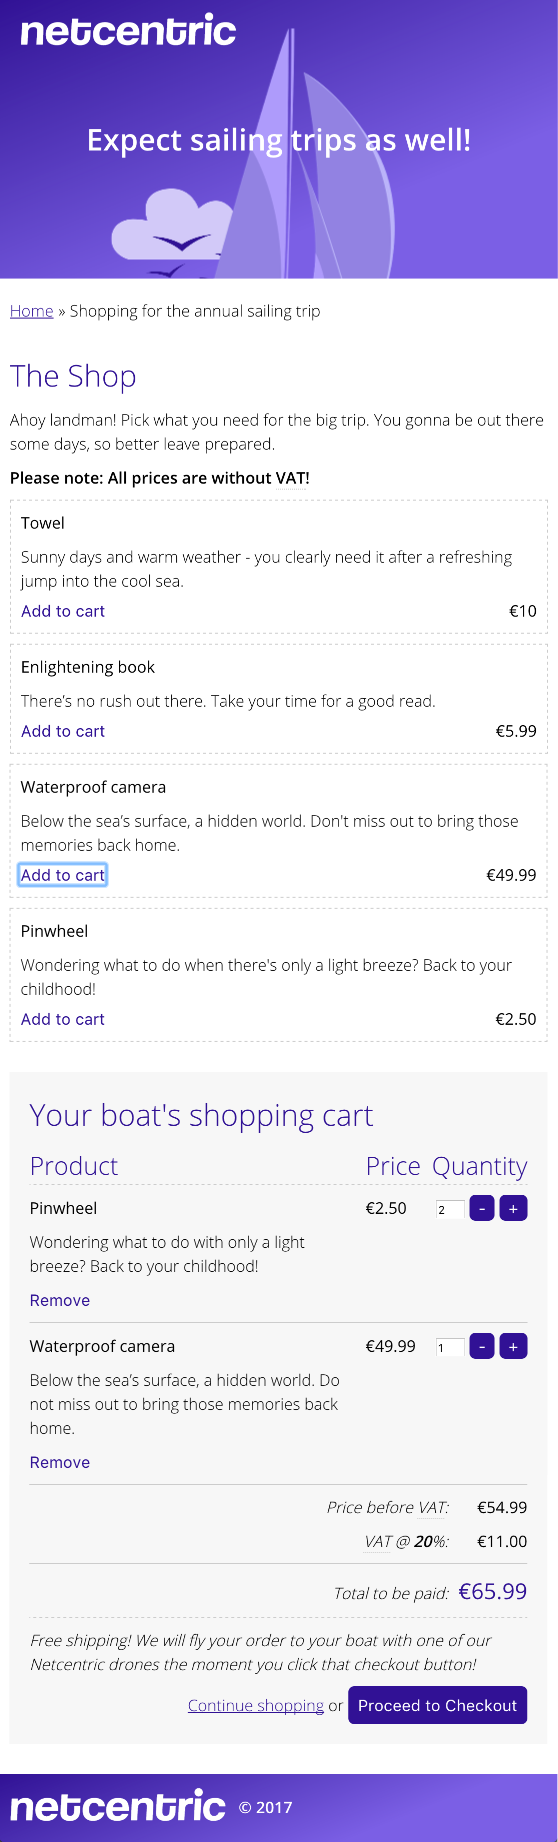 netcentric
Expect sailing trips as well!
Home » Shopping for the annual sailing trip
The Shop
Ahoy landman! Pick what you need for the big trip. You gonna be out there
some days, so better leave prepared.
Please note: All prices are without VAT!
Towel
Sunny days and warm weather - you clearly need it after a refreshing
jump into the cool sea.
Add to cart €10
Enlightening book
There’s no rush out there. Take your time for a good read.
Add to cart €5.99
Waterproof camera
Below the sea’s surface, a hidden world. Don't miss out to bring those
memories back home.
Add to cart €49.99
Pinwheel
Wondering what to do when there's only a light breeze? Back to your
childhood!
Add to cart €2.50
Your boat's shopping cart
Product Price Quantity
Pinwheel €2.50 2 - +
Wondering what to do with only a light
breeze? Back to your childhood!
Remove
Waterproof camera €49.99 1 - +
Below the sea’s surface, a hidden world. Do
not miss out to bring those memories back
home.
Remove
Price before VAT: €54.99
VAT @ 20%: €11.00
Total to be paid: €65.99
Free shipping! We will fly your order to your boat with one of our
Netcentric drones the moment you click that checkout button!
Continue shopping or Proceed to Checkout
netcentric © 2017